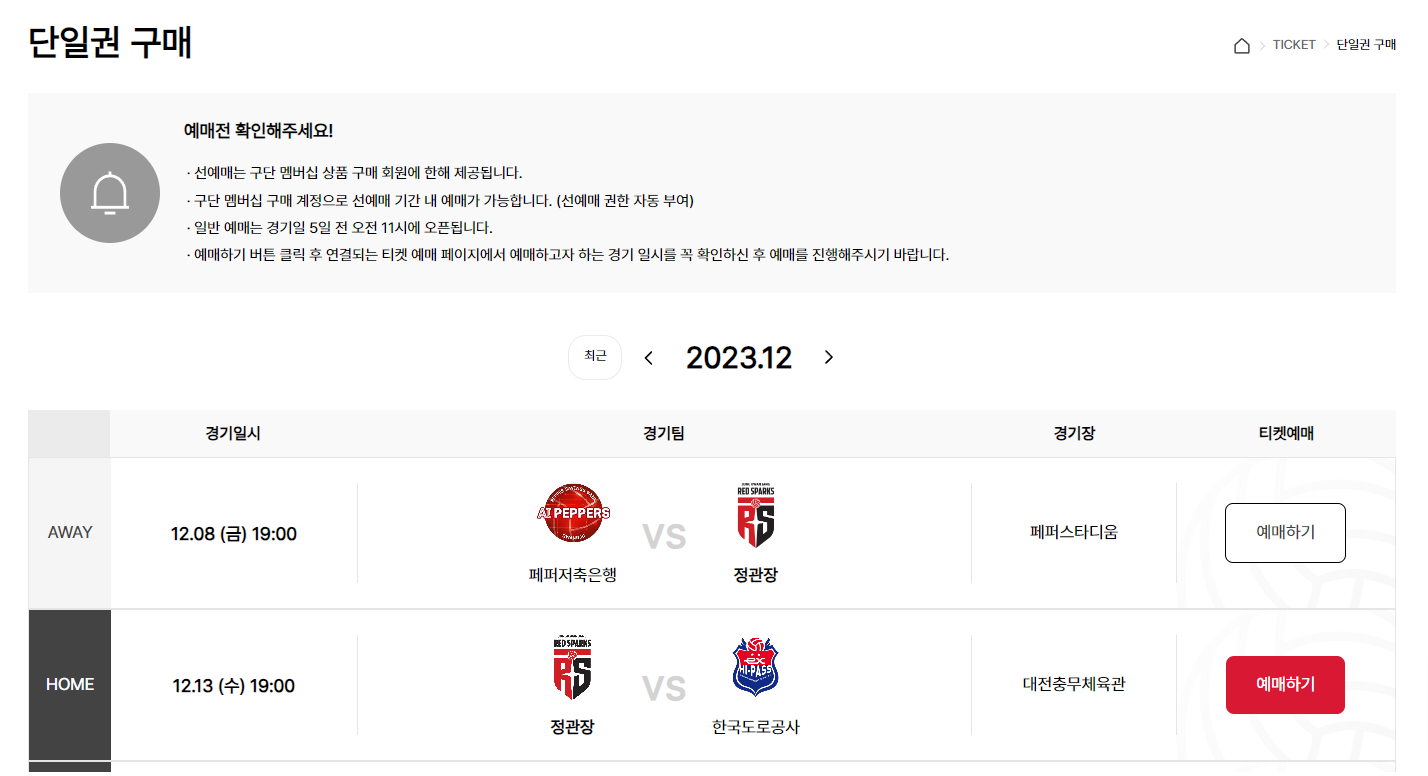 단일권 구매
TICKET
단일권 구매
예매전 확인해주세요!
· 선예매는 구단 멤버십 상품 구매 회원에 한해 제공됩니다.
· 구단 멤버십 구매 계정으로 선예매 기간 내 예매가 가능합니다. (선예매 권한 자동 부여)
· 일반 예매는 경기일 5일 전 오전 11시에 오픈됩니다.
· 예매하기 버튼 클릭 후 연결되는 티켓 예매 페이지에서 예매하고자 하는 경기 일시를 꼭 확인하신 후 예매를 진행해주시기 바랍니다.
최근
2023.12
경기일시
경기팀
경기장
티켓예매
AWAY
12.08 (금) 19:00
AI PEPPERS
페퍼저축은행
VS
RED SPARKS
RS
정관장
페퍼스타디움
예매하기
HOME
12.13 (수) 19:00
RED SPARKS
RS
정관장
VS
ex
HI-PASS
한국도로공사
대전충무체육관
예매하기